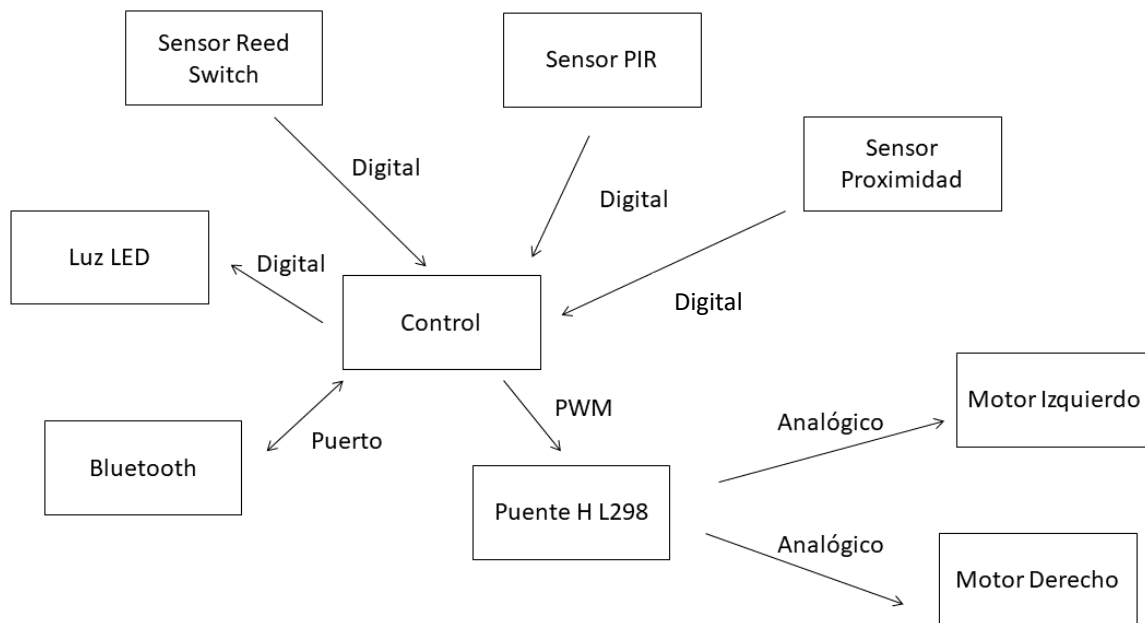 Sensor Reed
Switch
Sensor PIR
Sensor
Proximidad
Digital
Digital
Luz LED
Digital
Digital
Control
Motor Izquierdo
PWM
Analógico
Puerto
Bluetooth
Puente H L298
Analógico
Motor Derecho